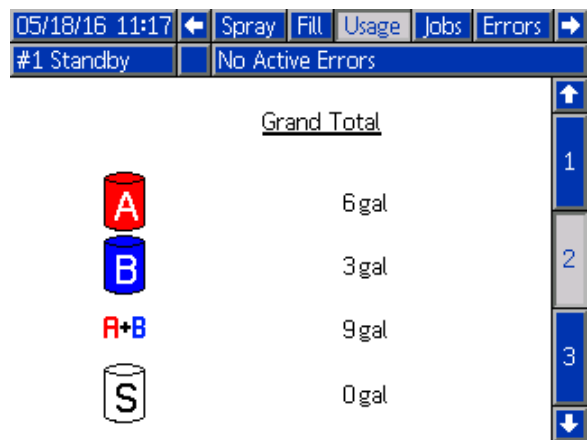 05/18/16 11:17 Spray Fill Usage Jobs Errors
#1 Standby No Active Errors
Grand Total
1
A 6 gal
B 3 gal
2
A+B 9 gal
3
S 0 gal